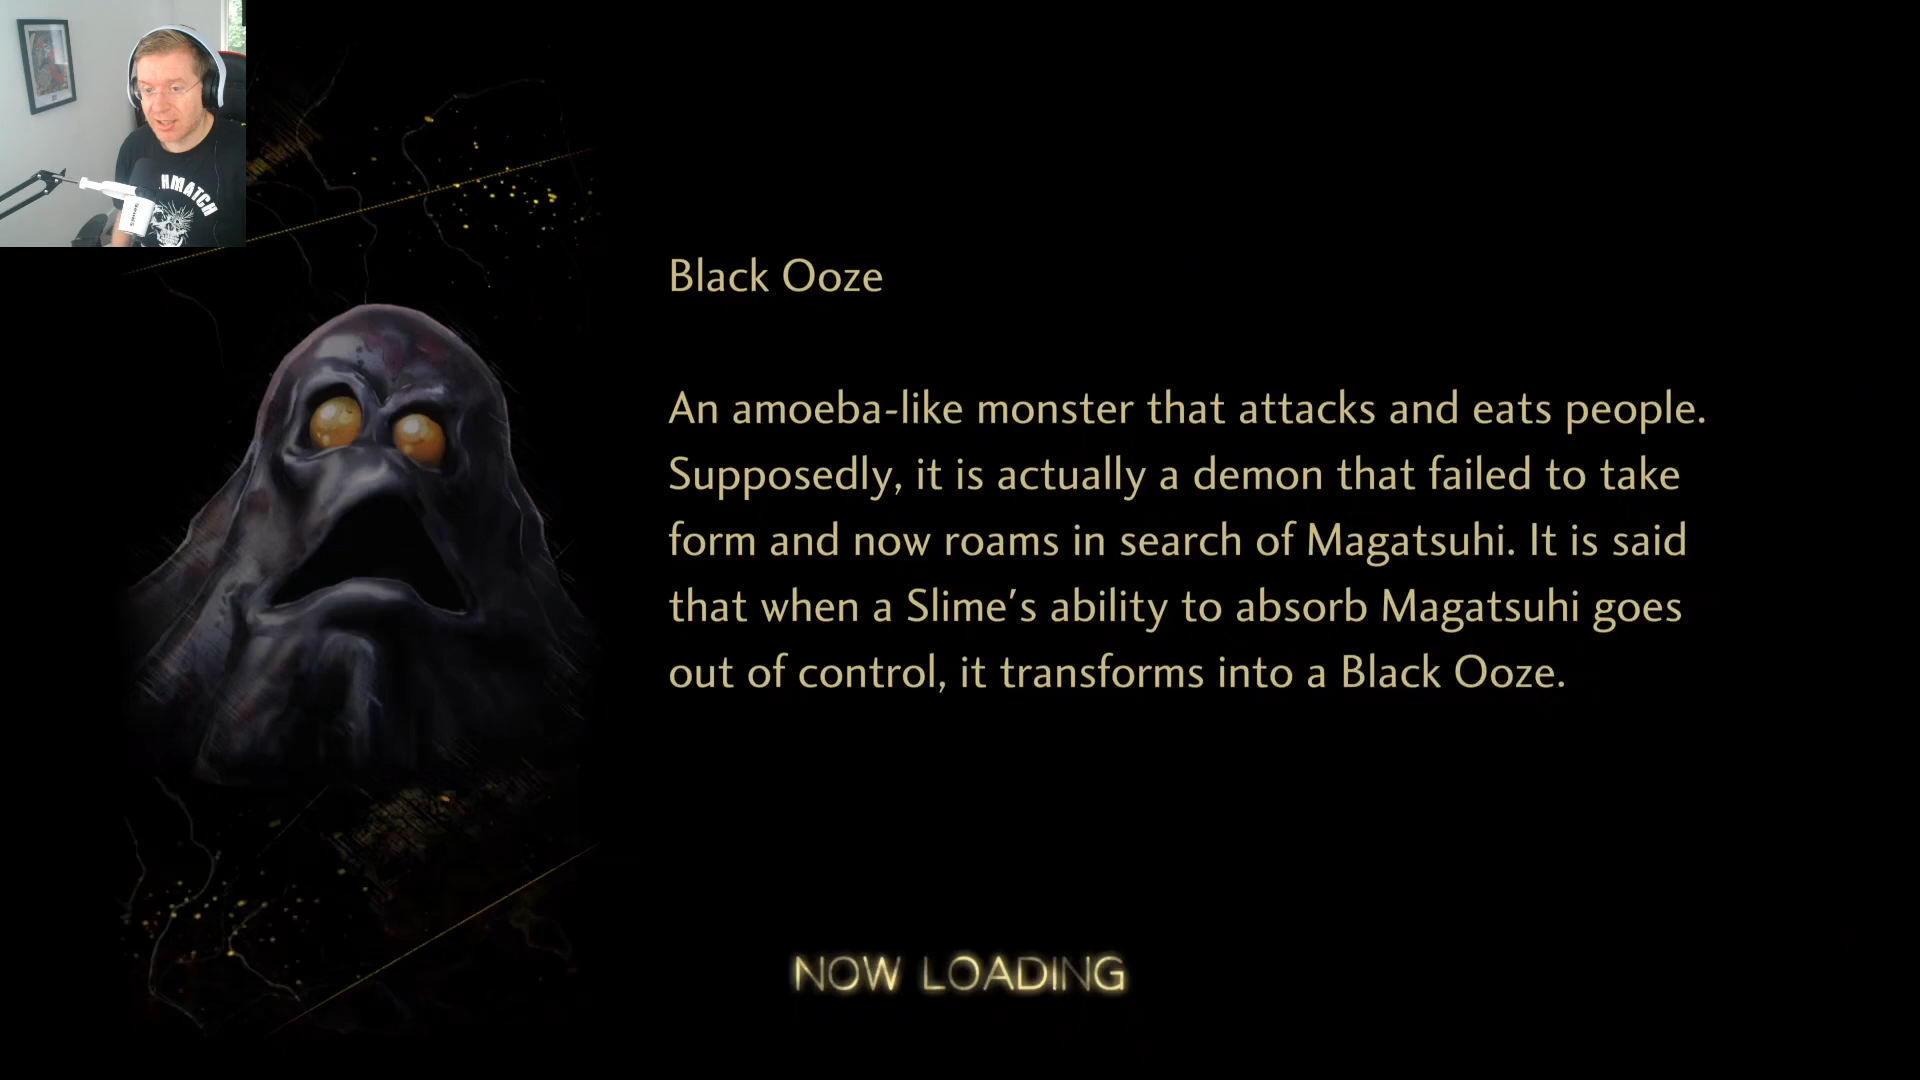 HMATCH
SHURE
Black Ooze
An amoeba-like monster that attacks and eats people.
Supposedly, it is actually a demon that failed to take
form and now roams in search of Magatsuhi. It is said
that when a Slime's ability to absorb Magatsuhi goes
out of control, it transforms into a Black Ooze.
NOW LOADING